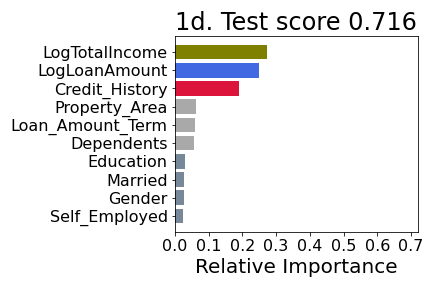 1d. Test score 0.716
LogTotalIncome
LogLoanAmount
Credit_History
Property_Area
Loan_Amount_Term
Dependents
Education
Married
Gender
Self_Employed
0.0 0.1 0.2 0.3 0.4 0.5 0.6 0.7
Relative Importance